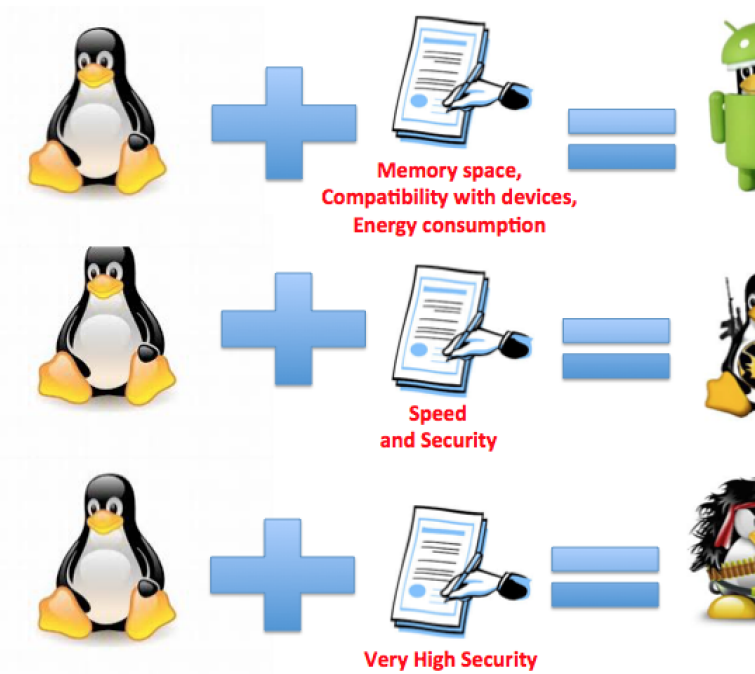 Memory space,
Compatibility with devices,
Energy consumption
Speed
and Security
Very High Security